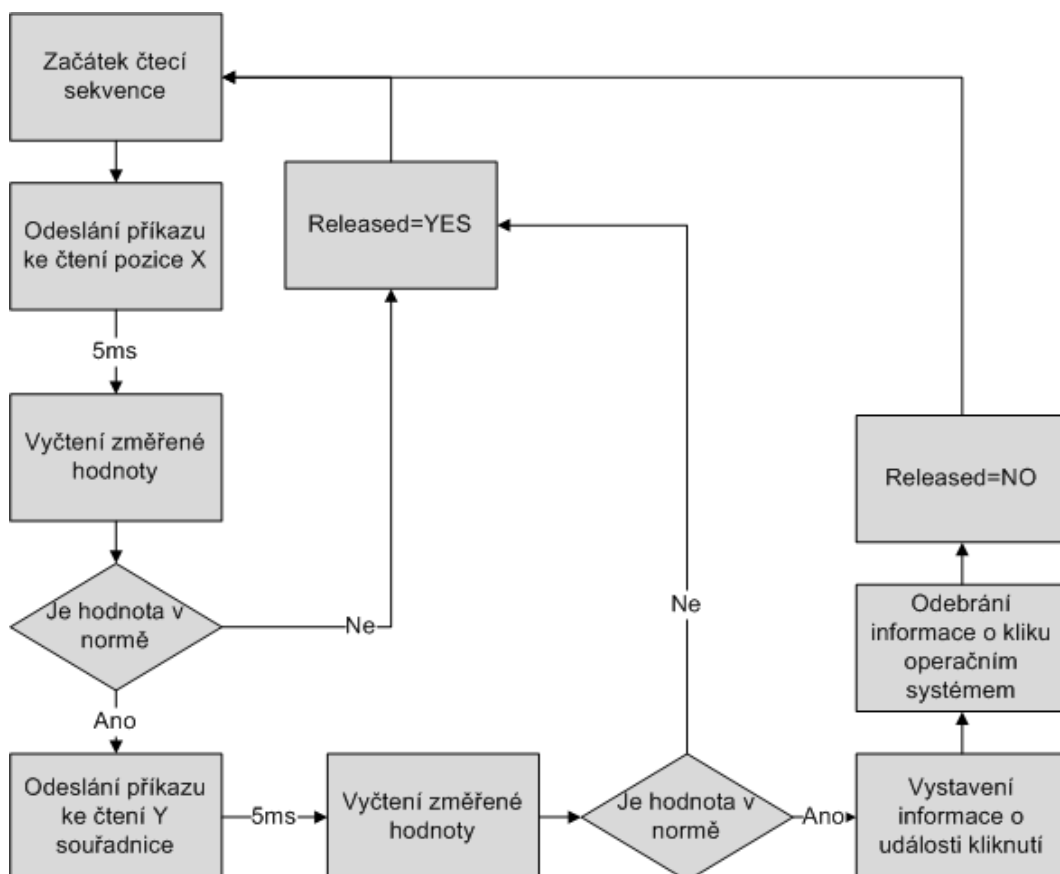 Začátek čtecí
sekvence
Odeslání příkazu
ke čtení pozice X
Released=YES
5ms
Vyčtení změřené
hodnoty
Released=NO
Je hodnota v
normě
Ne
Ne
Odebrání
informace o kliku
operačním
systémem
Ano
Odeslání příkazu
ke čtení Y
souřadnice
5ms
Vyčtení změřené
hodnoty
Je hodnota v
normě
Ano
Vystavení
informace o
události kliknutí